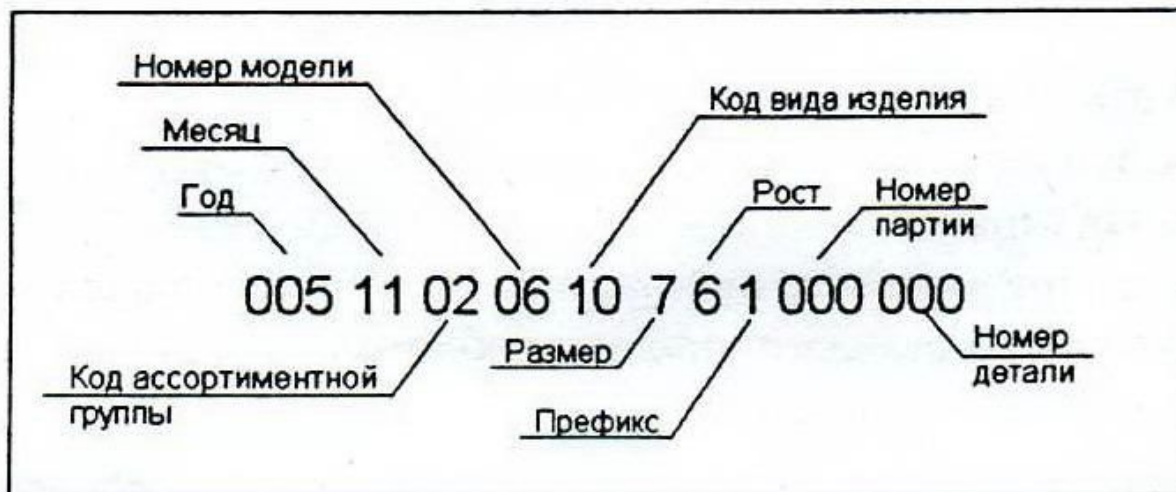 Номер модели
Код вида изделия
Месяц
Год
Рост
Номер
партии
005 11 02 06 10 7 6 1 000 000
Размер
Номер
детали
Код ассортиментной
группы
Префикс